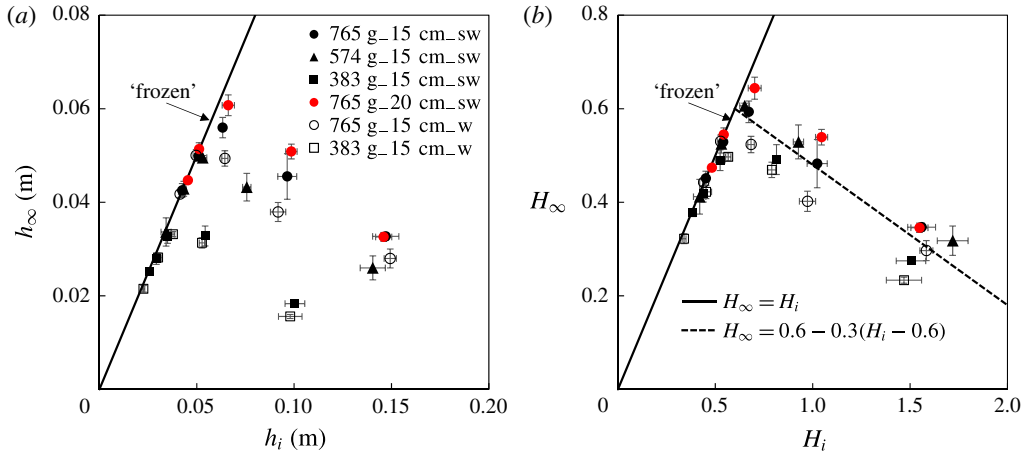 (a)
0.08
0.06
0.04
0.02
0
0.05
0.10
0.15
0.20
h∞ (m)
hi (m)
‘frozen’
765 g_15 cm_sw
574 g_15 cm_sw
383 g_15 cm_sw
765 g_20 cm_sw
765 g_15 cm_w
383 g_15 cm_w
(b)
0.8
0.6
0.4
0.2
0
0.5
1.0
1.5
2.0
H∞
Hi
‘frozen’
H∞ = Hi
H∞ = 0.6 − 0.3(Hi − 0.6)